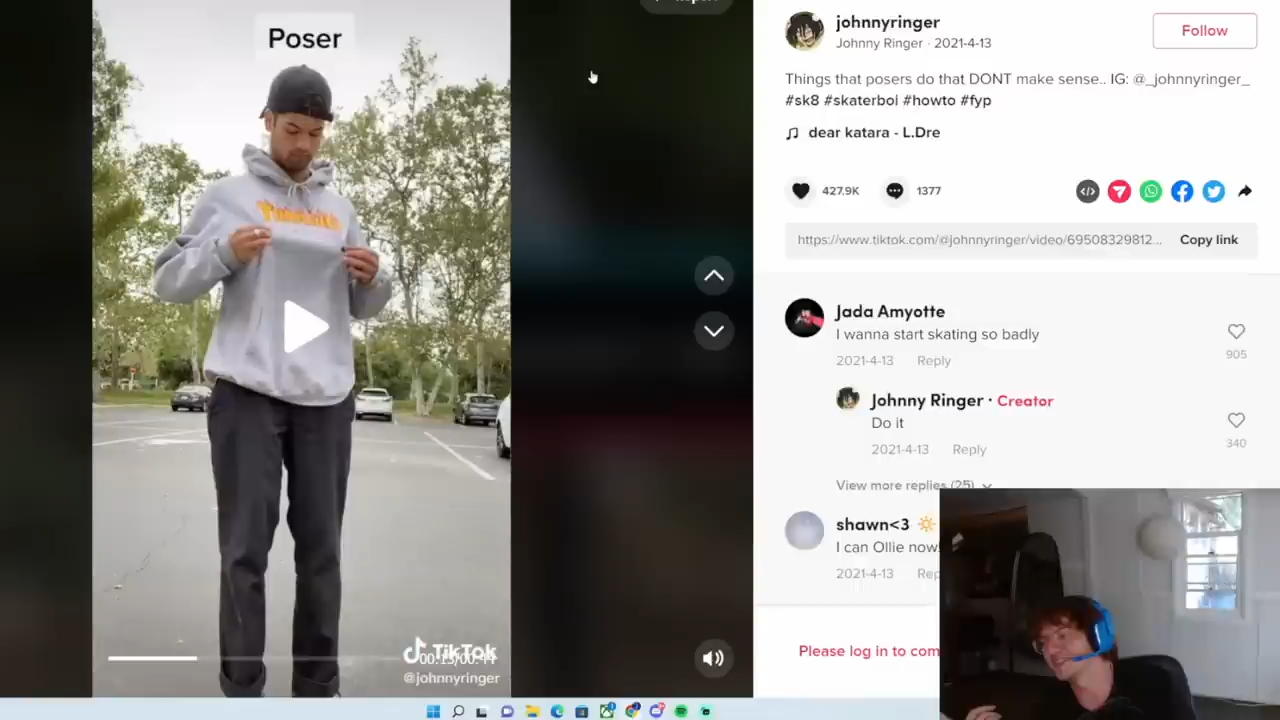 Poser
TikTok
@johnnyringer
johnnyringer
Johnny Ringer · 2021-4-13
Follow
Things that posers do that DONT make sense.. IG: @_johnnyringer_
#sk8 #skaterboi #howto #fyp
dear katara - L.Dre
427.9K
1377
https://www.tiktok.com/@johnnyringer/video/69508329812...
Copy link
Jada Amyotte
I wanna start skating so badly
2021-4-13 Reply
905
Johnny Ringer · Creator
Do it
2021-4-13 Reply
340
View more replies (25)
shawn<3
I can Ollie now!
2021-4-13 Rep
Please log in to com